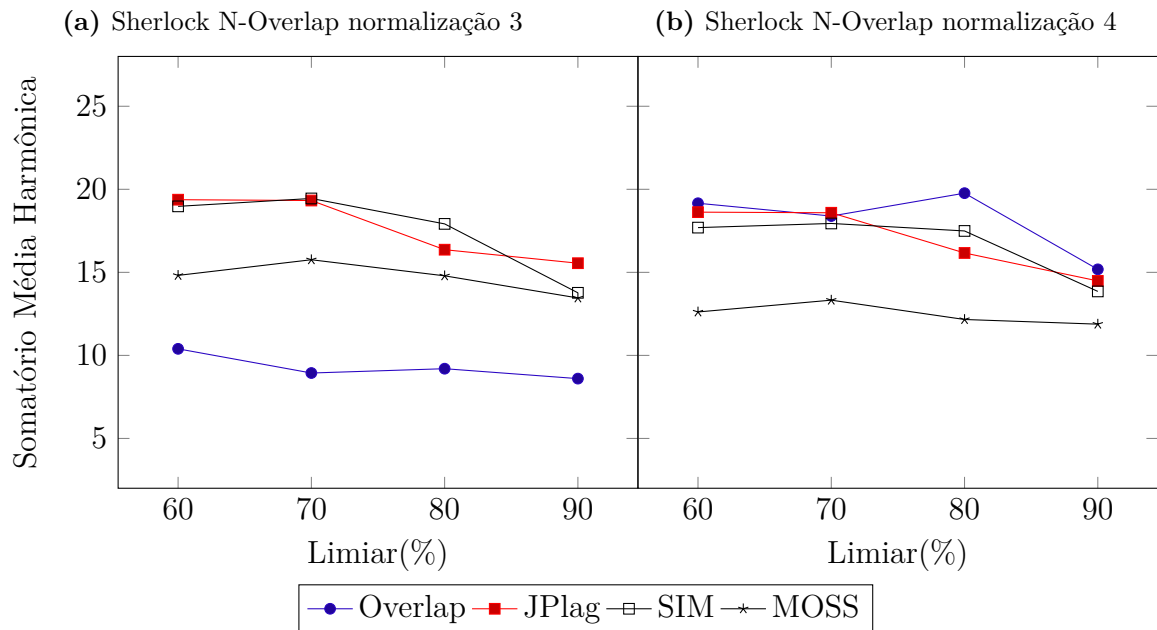 (a) Sherlock N-Overlap normalização 3
(b) Sherlock N-Overlap normalização 4
Somatório Média Harmônica
25
20
15
10
5
60 70 80 90
60 70 80 90
Limiar(%)
Limiar(%)
Overlap JPlag SIM MOSS